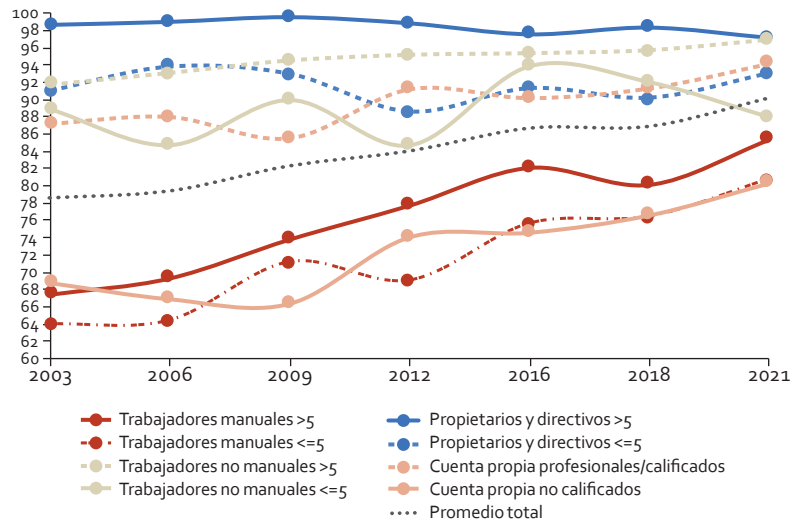 100
98
96
94
92
90
88
86
84
82
80
78
76
74
72
70
68
66
64
62
60
2003 2006 2009 2012 2016 2018 2021
Trabajadores manuales >5
Trabajadores manuales <=5
Trabajadores no manuales >5
Trabajadores no manuales <=5
Propietarios y directivos >5
Propietarios y directivos <=5
Cuenta propia profesionales/calificados
Cuenta propia no calificados
Promedio total